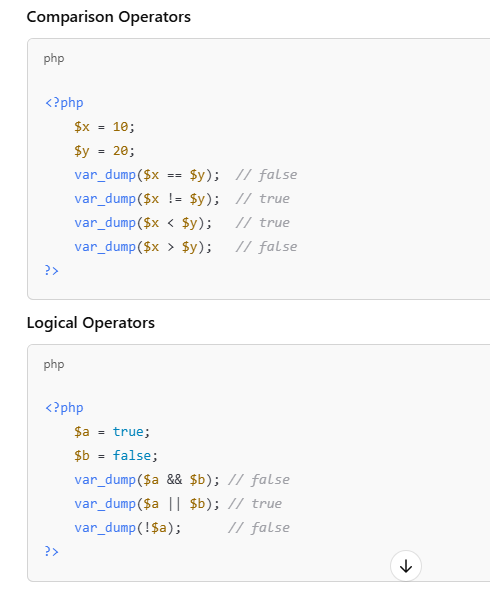 Comparison Operators
php
<?php
    $x = 10;
    $y = 20;
    var_dump($x == $y);  // false
    var_dump($x != $y);  // true
    var_dump($x < $y);   // true
    var_dump($x > $y);   // false
?>
Logical Operators
php
<?php
    $a = true;
    $b = false;
    var_dump($a && $b); // false
    var_dump($a || $b); // true
    var_dump(!$a);      // false
?>